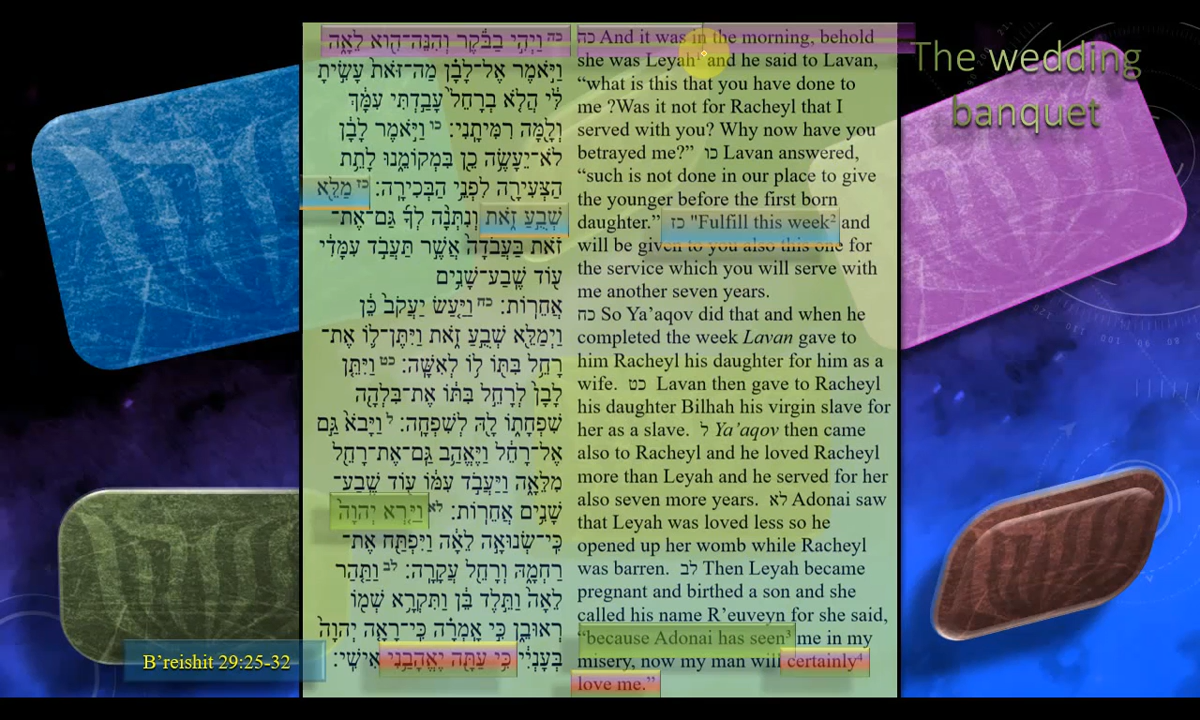 The wedding
banquet
כה וַיְהִי בַבֹּקֶר וְהִנֵּה־הִוא לֵאָה
וַיֹּאמֶר אֶל־לָבָן מַה־זֹּאת עָשִׂיתָ
לִּי הֲלֹא בְרָחֵל עָבַדְתִּי עִמָּךְ
וְלָמָּה רִמִּיתָנִי׃ כו וַיֹּאמֶר לָבָן
לֹא־יֵעָשֶׂה כֵן בִּמְקוֹמֵנוּ לָתֵת
הַצְּעִירָה לִפְנֵי הַבְּכִירָה׃ כז מַלֵּא
שְׁבֻעַ זֹאת וְנִתְּנָה לְךָ גַּם־אֶת־
זֹאת בַּעֲבֹדָה אֲשֶׁר תַּעֲבֹד עִמָּדִי
עוֹד שֶׁבַע־שָׁנִים
אֲחֵרוֹת׃ כח וַיַּעַשׂ יַעֲקֹב כֵּן
וַיְמַלֵּא שְׁבֻעַ זֹאת וַיִּתֶּן־לוֹ אֶת־
רָחֵל בִּתּוֹ לוֹ לְאִשָּׁה׃ כט וַיִּתֵּן
לָבָן לְרָחֵל בִּתּוֹ אֶת־בִּלְהָה
שִׁפְחָתוֹ לָהּ לְשִׁפְחָה׃ ל וַיָּבֹא גַּם
אֶל־רָחֵל וַיֶּאֱהַב גַּם־אֶת־רָחֵל
מִלֵּאָה וַיַּעֲבֹד עִמּוֹ עוֹד שֶׁבַע־
שָׁנִים אֲחֵרוֹת׃ לא וַיַּרְא יְהוָה
כִּי־שְׂנוּאָה לֵאָה וַיִּפְתַּח אֶת־
רַחְמָהּ וְרָחֵל עֲקָרָה׃ לב וַתַּהַר
לֵאָה וַתֵּלֶד בֵּן וַתִּקְרָא שְׁמוֹ
רְאוּבֵן כִּי אָמְרָה כִּי־רָאָה יְהוָה
בְּעָנְיִי כִּי עַתָּה יֶאֱהָבַנִי אִישִׁי׃
כה And it was in the morning, behold
she was Leyah¹ and he said to Lavan,
“what is this that you have done to
me ?Was it not for Racheyl that I
served with you? Why now have you
betrayed me?” כו Lavan answered,
“such is not done in our place to give
the younger before the first born
daughter.” כז "Fulfill this week² and
will be given to you also this one for
the service which you will serve with
me another seven years.
כח So Ya’aqov did that and when he
completed the week Lavan gave to
him Racheyl his daughter for him as a
wife. כט Lavan then gave to Racheyl
his daughter Bilhah his virgin slave for
her as a slave. ל Ya’aqov then came
also to Racheyl and he loved Racheyl
more than Leyah and he served for her
also seven more years. לא Adonai saw
that Leyah was loved less so he
opened up her womb while Racheyl
was barren. לב Then Leyah became
pregnant and birthed a son and she
called his name R’euveyn for she said,
“because Adonai has seen³ me in my
misery, now my man will certainly⁴
love me.”
B’reishit 29:25-32